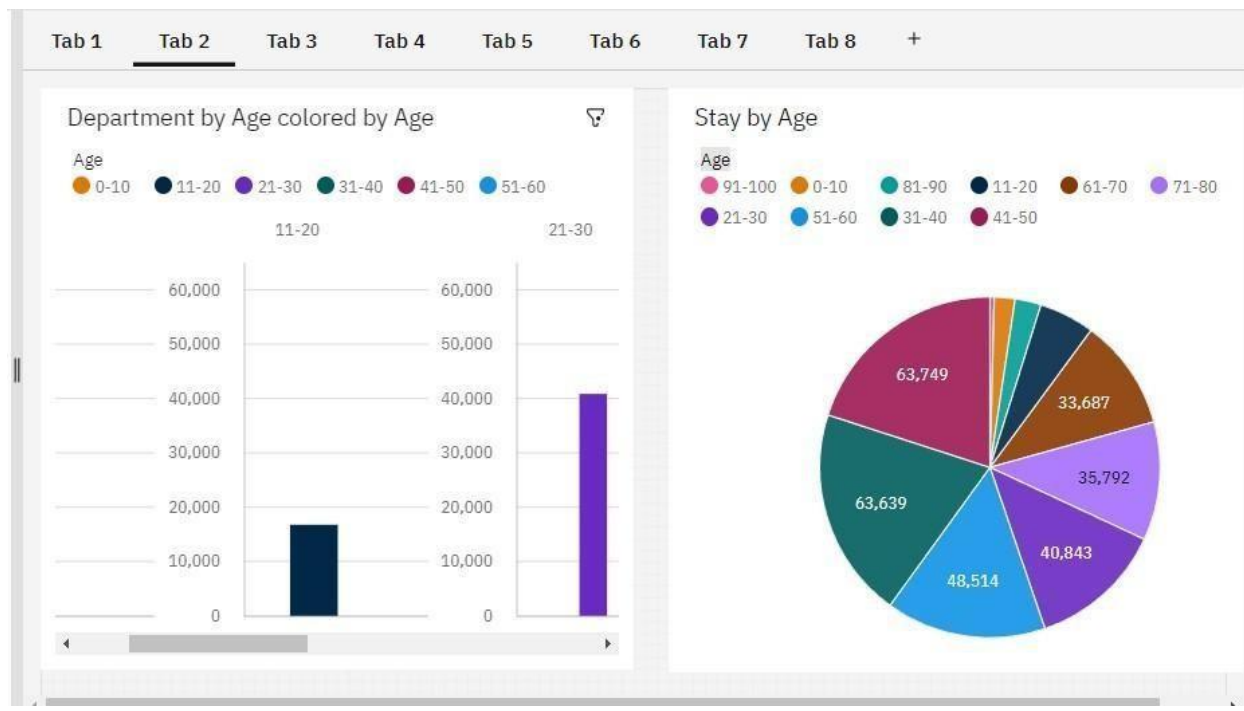 Tab 1 Tab 2 Tab 3 Tab 4 Tab 5 Tab 6 Tab 7 Tab 8 +
Department by Age colored by Age
Age
0-10 11-20 21-30 31-40 41-50 51-60
11-20 21-30
60,000 60,000
50,000 50,000
40,000 40,000
30,000 30,000
20,000 20,000
10,000 10,000
0 0
Stay by Age
Age
91-100 0-10 81-90 11-20 61-70 71-80
21-30 51-60 31-40 41-50
63,749
33,687
35,792
63,639
40,843
48,514